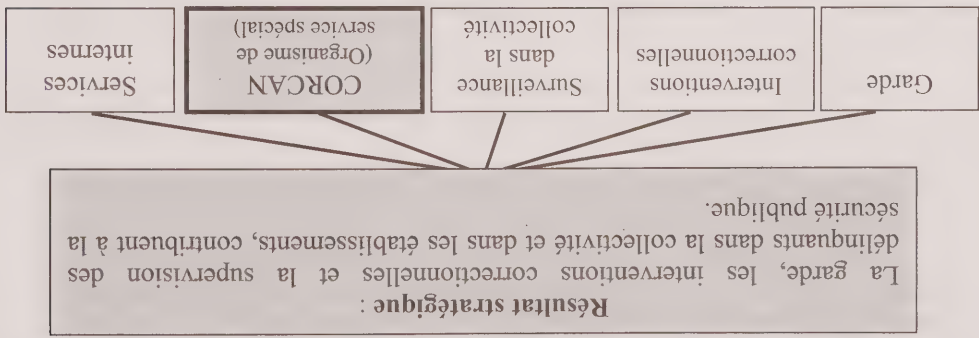 Résultat stratégique :
La garde, les interventions correctionnelles et la supervision des
délinquants dans la collectivité et dans les établissements, contribuent à la
sécurité publique.
Garde
Interventions
correctionnelles
Surveillance
dans la
collectivité
CORCAN
(Organisme de
service spécial)
Services
internes